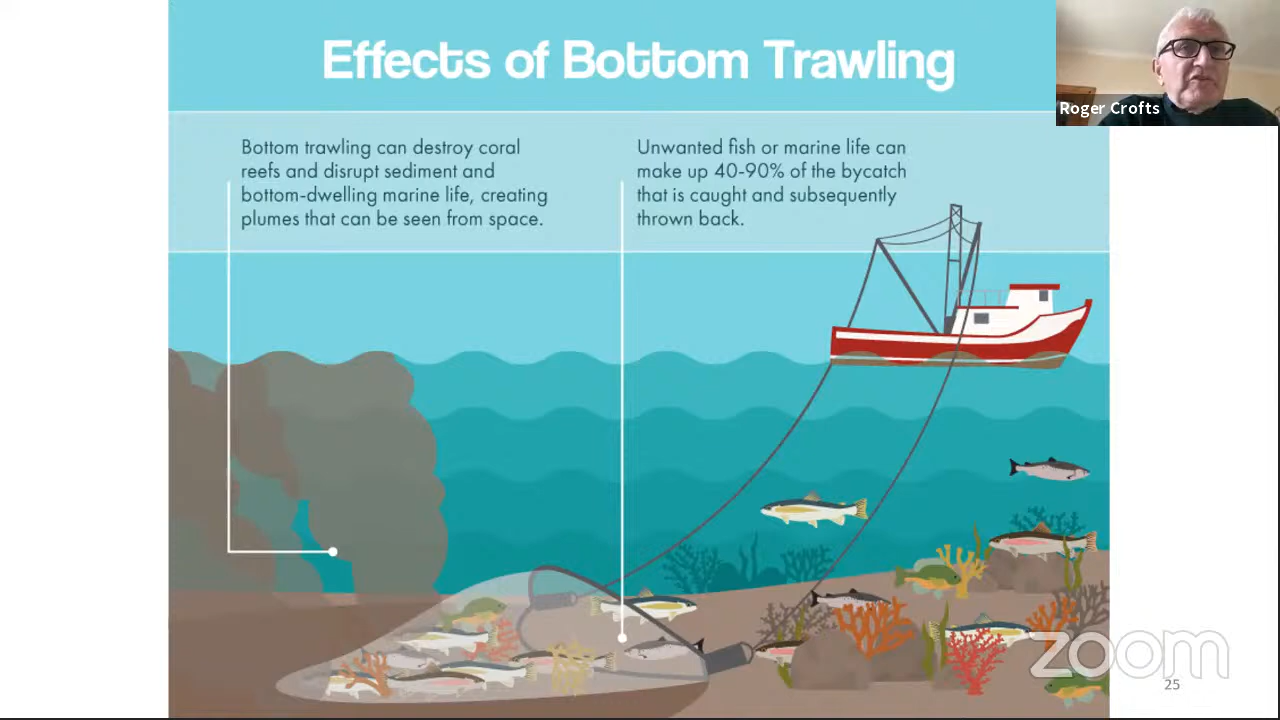 Effects of Bottom Trawling
Roger Crofts
Bottom trawling can destroy coral
reefs and disrupt sediment and
bottom-dwelling marine life, creating
plumes that can be seen from space.
Unwanted fish or marine life can
make up 40-90% of the bycatch
that is caught and subsequently
thrown back.
zoom
25